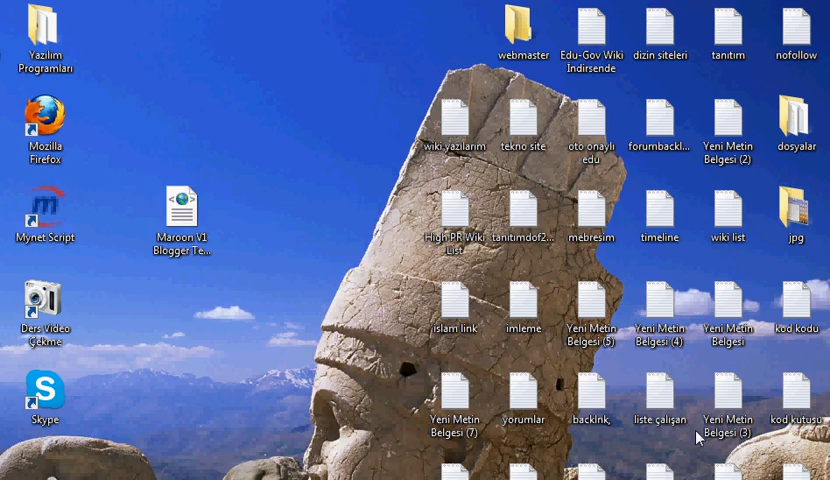 Yazılım
Programları
webmaster
Edu-Gov Wiki
Indirsende
dizin siteleri
tanıtım
nofollow
Mozilla
Firefox
wiki yazılarım
tekno site
oto onaylı
edu
forumbackl...
Yeni Metin
Belgesi (2)
dosyalar
Mynet Script
Maroon V1
Blogger Te...
High PR Wiki
List
tanıtımdof2...
mebresim
timeline
wiki list
jpg
Ders Video
Çekme
islam link
imleme
Yeni Metin
Belgesi (5)
Yeni Metin
Belgesi (4)
Yeni Metin
Belgesi
kod kodu
Skype
Yeni Metin
Belgesi (7)
yorumlar
backlnk,
liste çalışan
Yeni Metin
Belgesi (3)
kod kutusu